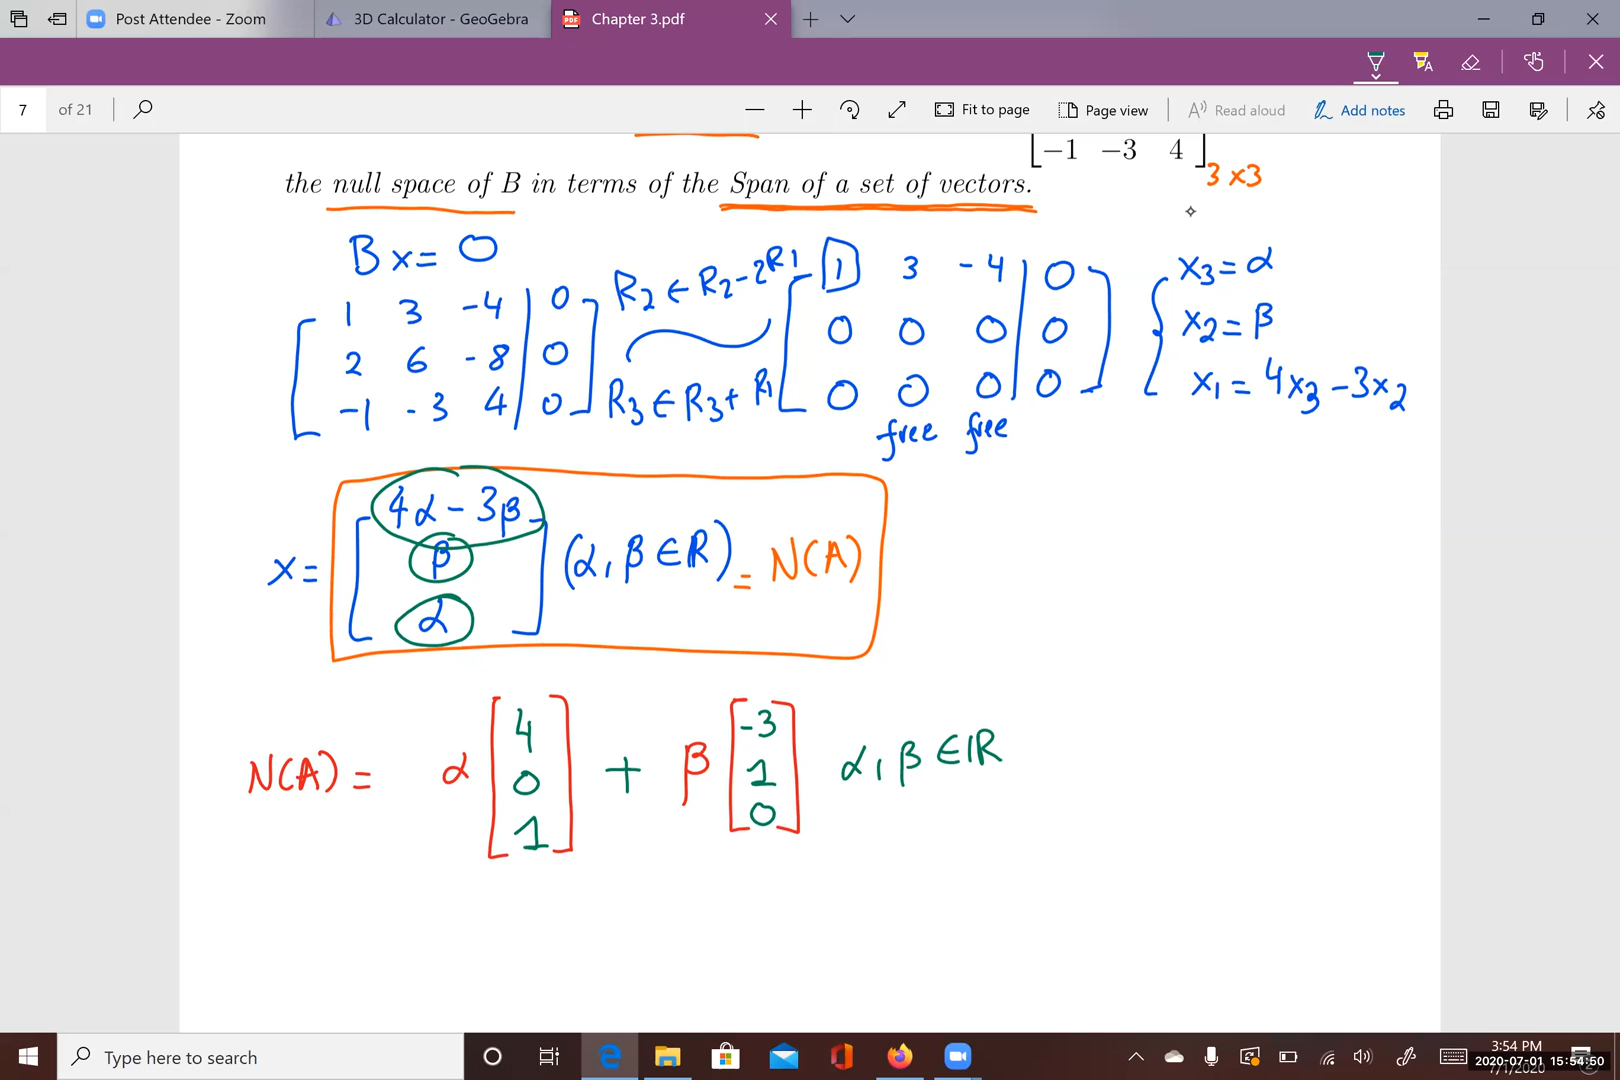 Post Attendee - Zoom
3D Calculator - GeoGebra
Chapter 3.pdf
7 of 21
Fit to page
Page view
Read aloud
Add notes
[ -1 -3 4 ] 3 x 3
the null space of B in terms of the Span of a set of vectors.
B x = 0
[ 1 3 -4 | 0 ] R2 ∈ R2 - 2R1 [ 1 3 -4 | 0 ] { x3 = α
2 6 -8 | 0 0 0 0 | 0 x2 = β
-1 -3 4 | 0 R3 ∈ R3 + R1 0 0 0 | 0 x1 = 4x3 - 3x2
free free
x = [ 4α - 3β
β (α, β ∈ ℝ) = N(A)
α ]
N(A) = α [ 4 0 1 ] + β [ -3 1 0 ] α, β ∈ ℝ
Type here to search
3:54 PM
2020-07-01 15:54:50
7/1/2020